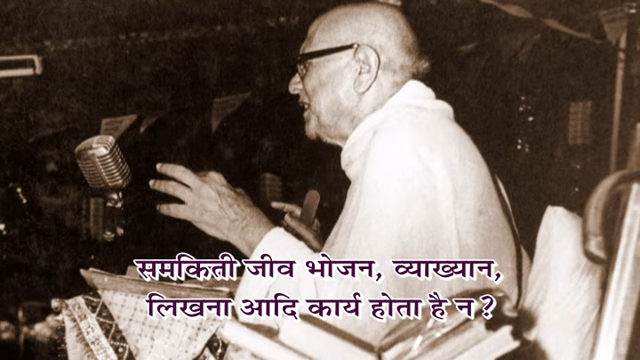 समकिती जीव भोजन, व्याख्यान,
लिखना आदि कार्य होता है न ?